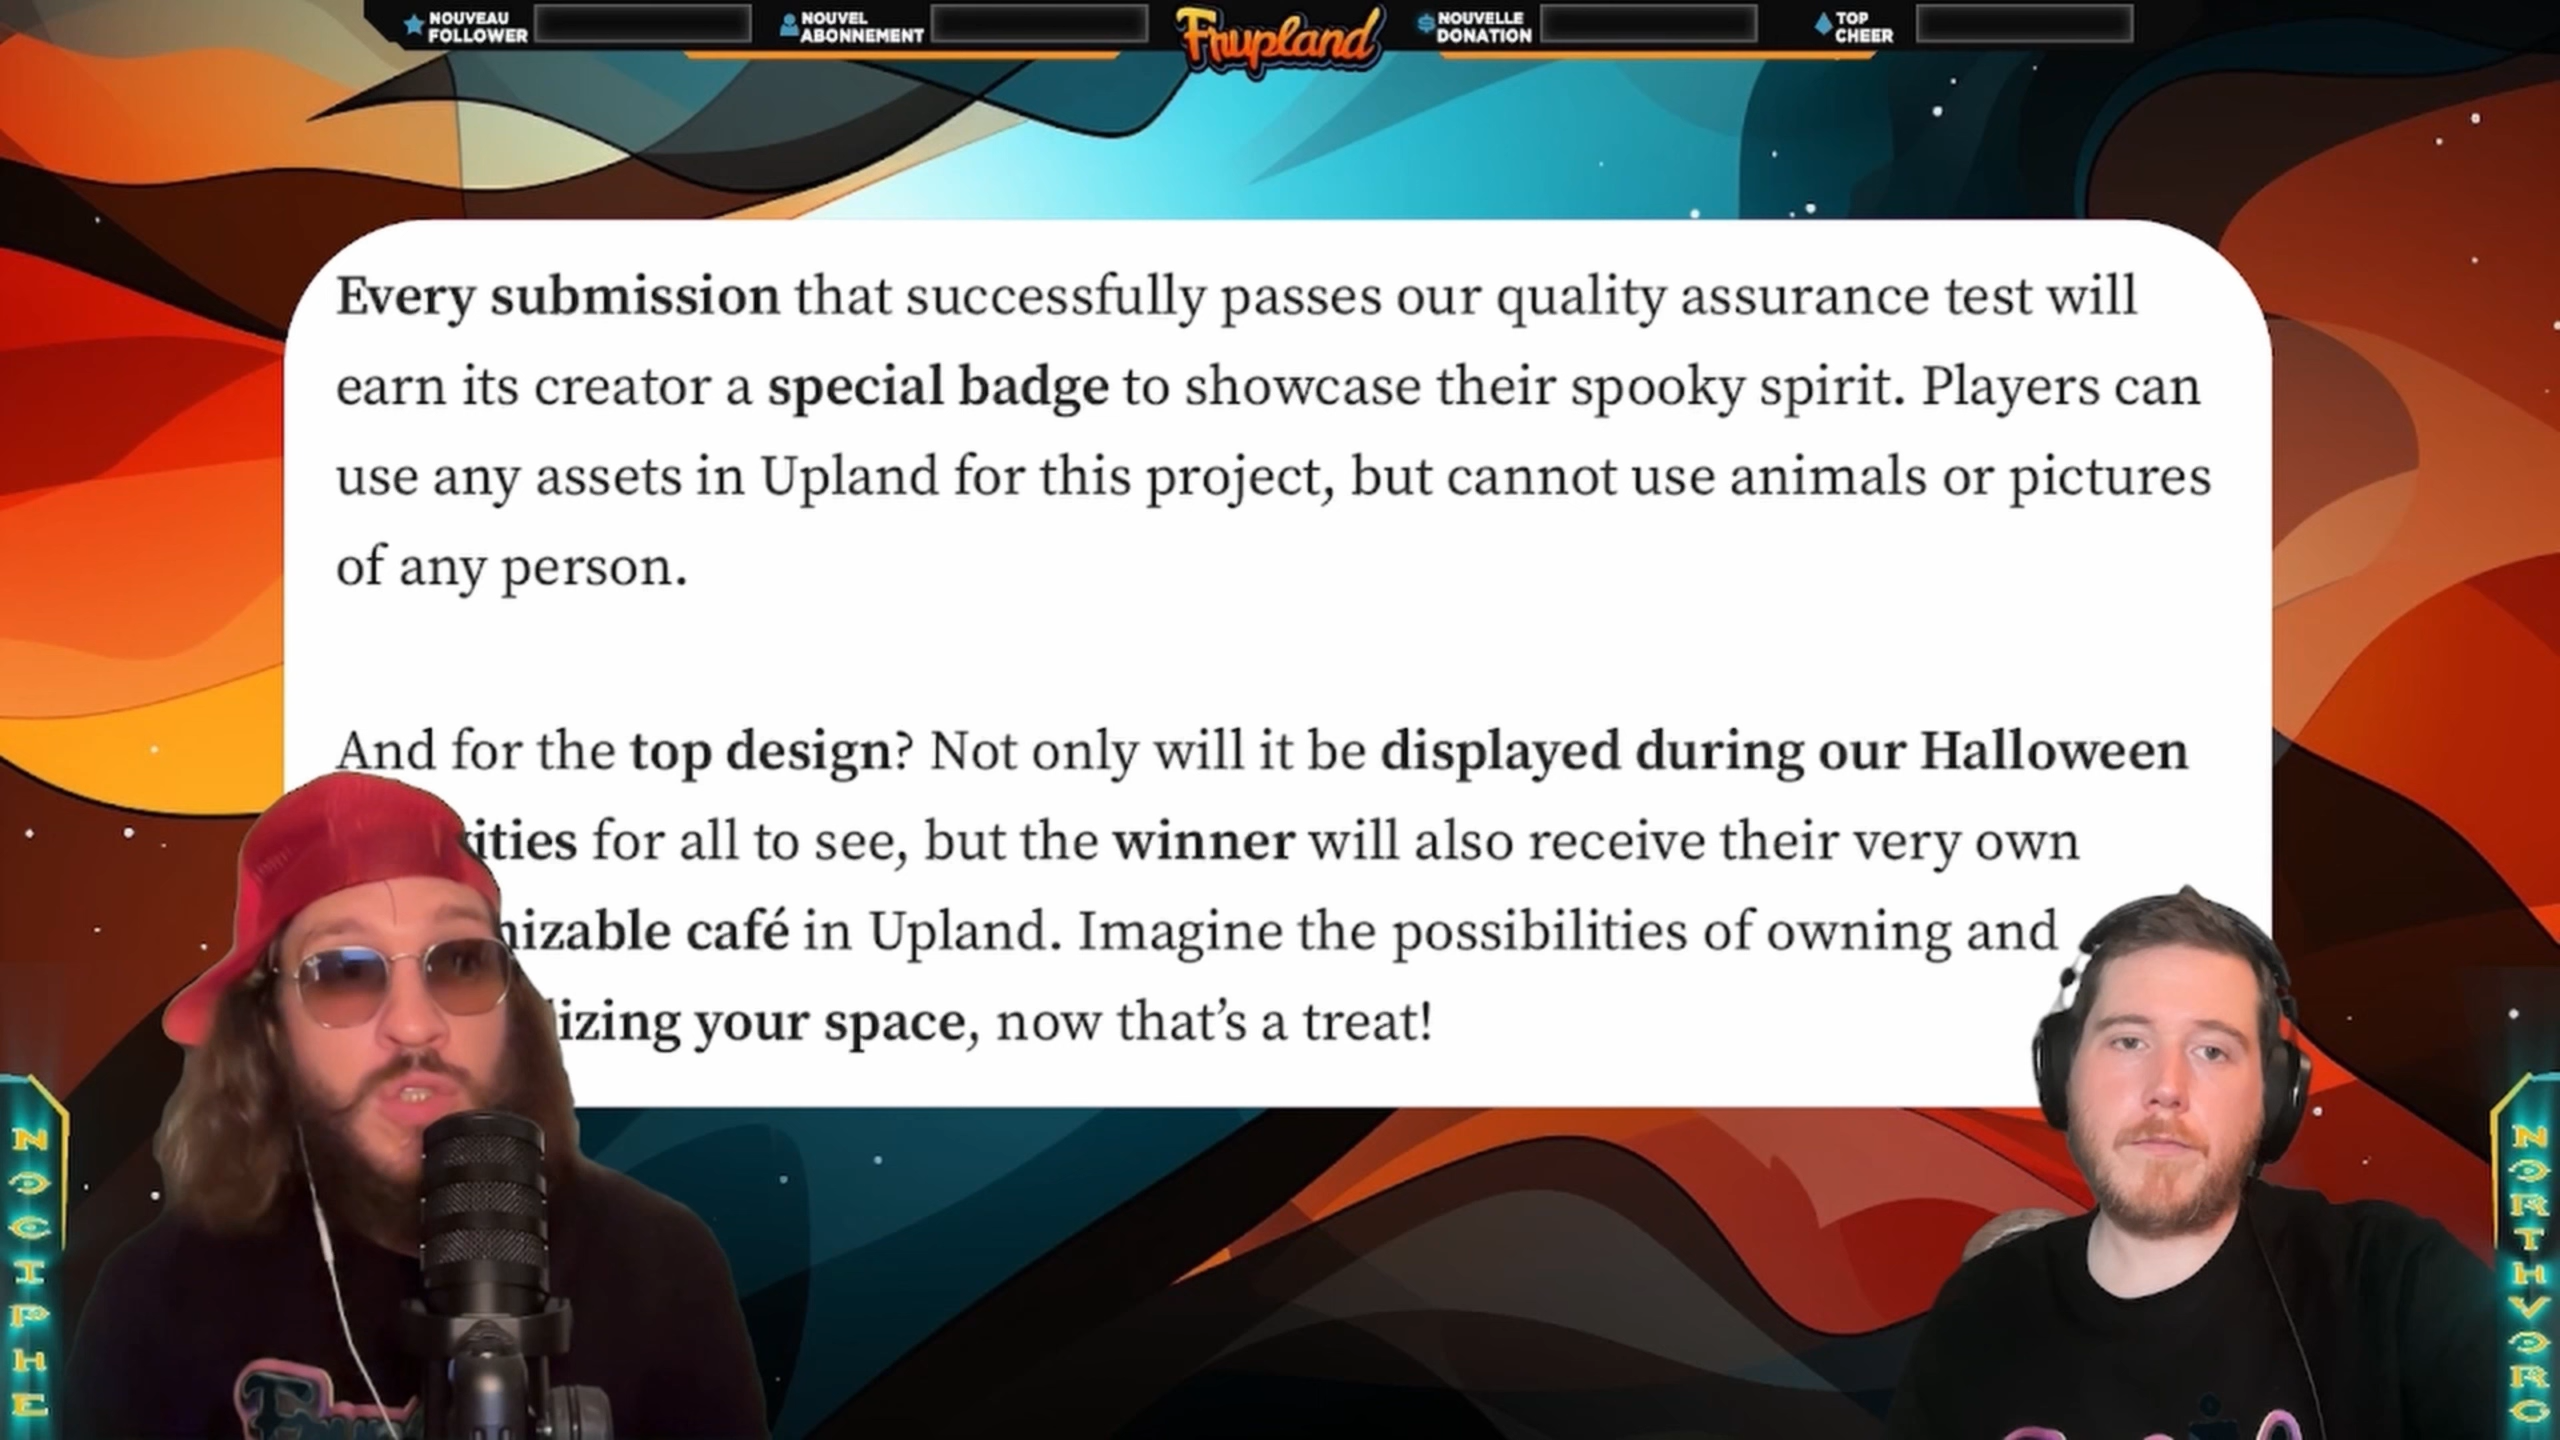 NOUVEAU FOLLOWER
NOUVEL ABONNEMENT
Frupland
NOUVELLE DONATION
TOP CHEER
Every submission that successfully passes our quality assurance test will
earn its creator a special badge to showcase their spooky spirit. Players can
use any assets in Upland for this project, but cannot use animals or pictures
of any person.
And for the top design? Not only will it be displayed during our Halloween
for all to see, but the winner will also receive their very own
café in Upland. Imagine the possibilities of owning and
your space, now that’s a treat!
NOCIPHE
NORTHVORC